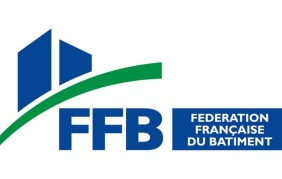 FFB
FEDERATION
FRANÇAISE
DU BATIMENT